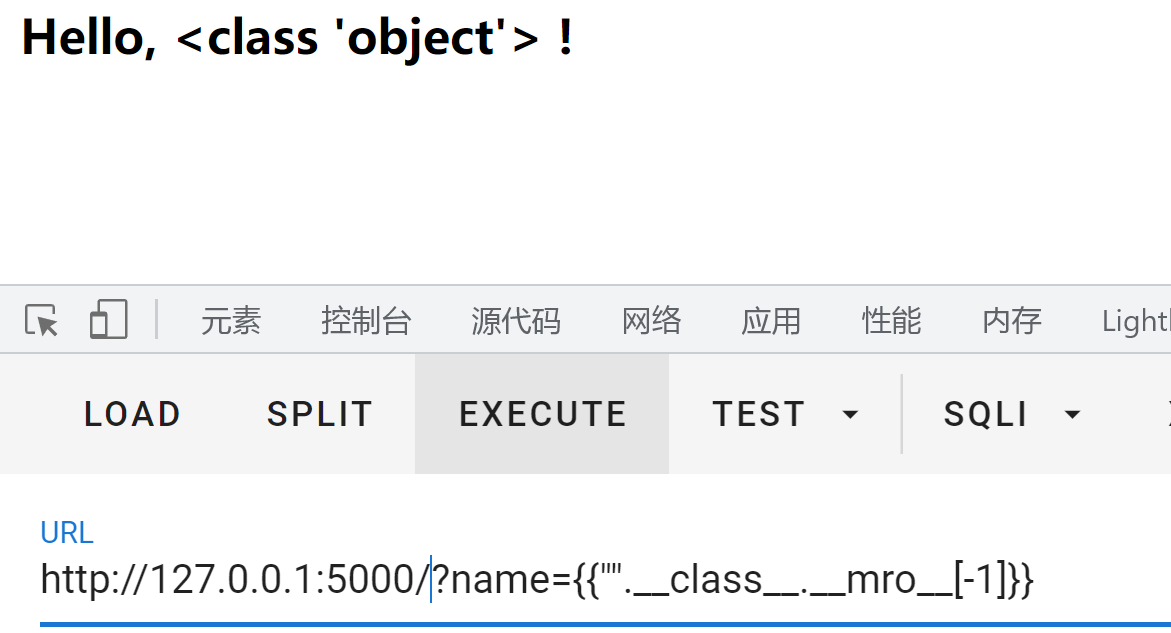 Hello, <class 'object'> !
元素 控制台 源代码 网络 应用 性能 内存
LOAD SPLIT EXECUTE TEST SQLI
URL
http://127.0.0.1:5000/?name={{"".__class__.__mro__[-1]}}